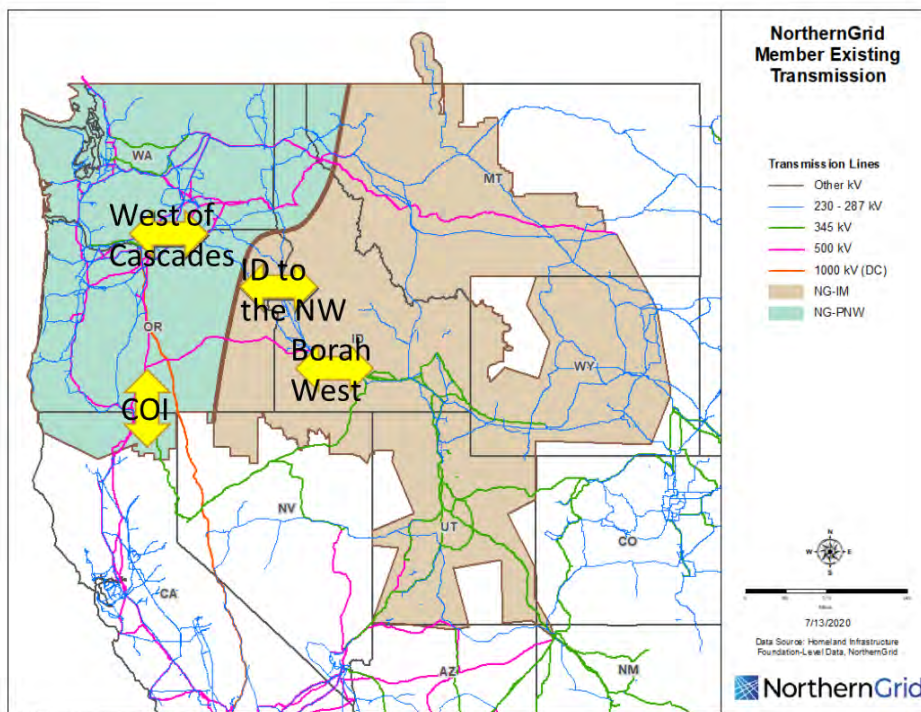 NorthernGrid
Member Existing
Transmission
Transmission Lines
Other kV
230 - 287 kV
345 kV
500 kV
1000 kV (DC)
NG-IM
NG-PNW
WA
MT
West of
Cascades
ID to
the NW
OR
ID
Borah
West
WY
COI
NV
UT
CO
CA
AZ
NM
N
W
E
S
0
Miles
7/13/2020
Data Source: Homeland Infrastructure
Foundation-Level Data, NorthernGrid
NorthernGrid